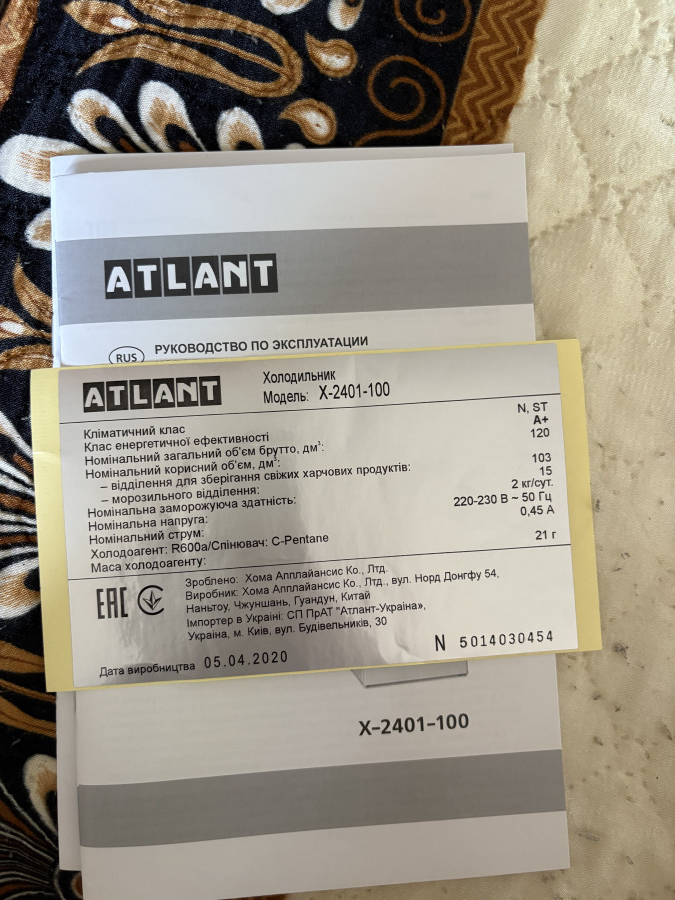 ATLANT
RUS РУКОВОДСТВО ПО ЭКСПЛУАТАЦИИ
ATLANT
Холодильник
Модель: X-2401-100
Кліматичний клас N, ST
Клас енергетичної ефективності A+
Номінальний загальний об'єм брутто, дм³: 120
Номінальний корисний об'єм, дм³:
– відділення для зберігання свіжих харчових продуктів: 103
– морозильного відділення: 15
Номінальна заморожуюча здатність: 2 кг/сут.
Номінальна напруга: 220-230 В ~ 50 Гц
Номінальний струм: 0,45 А
Холодоагент: R600a/Спінювач: C-Pentane
Маса холодоагенту: 21 г
EAC
Зроблено: Хома Апплайансис Ко., Лтд.
Виробник: Хома Апплайансис Ко., Лтд., вул. Норд Донгфу 54,
Наньтоу, Чжуншань, Гуандун, Китай
Імпортер в Україні: СП ПрАТ "Атлант-Україна»,
Україна, м. Київ, вул. Будівельників, 30
Дата виробництва 05.04.2020
N 5014030454
X-2401-100